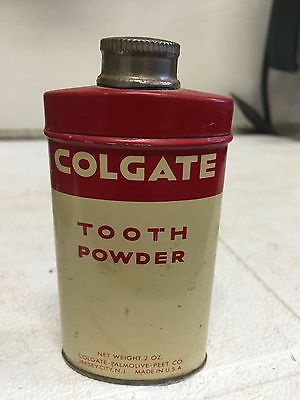 COLGATE
TOOTH
POWDER
NET WEIGHT 2 OZ.
COLGATE-PALMOLIVE-PEET CO.
JERSEY CITY, N.J. MADE IN U.S.A.